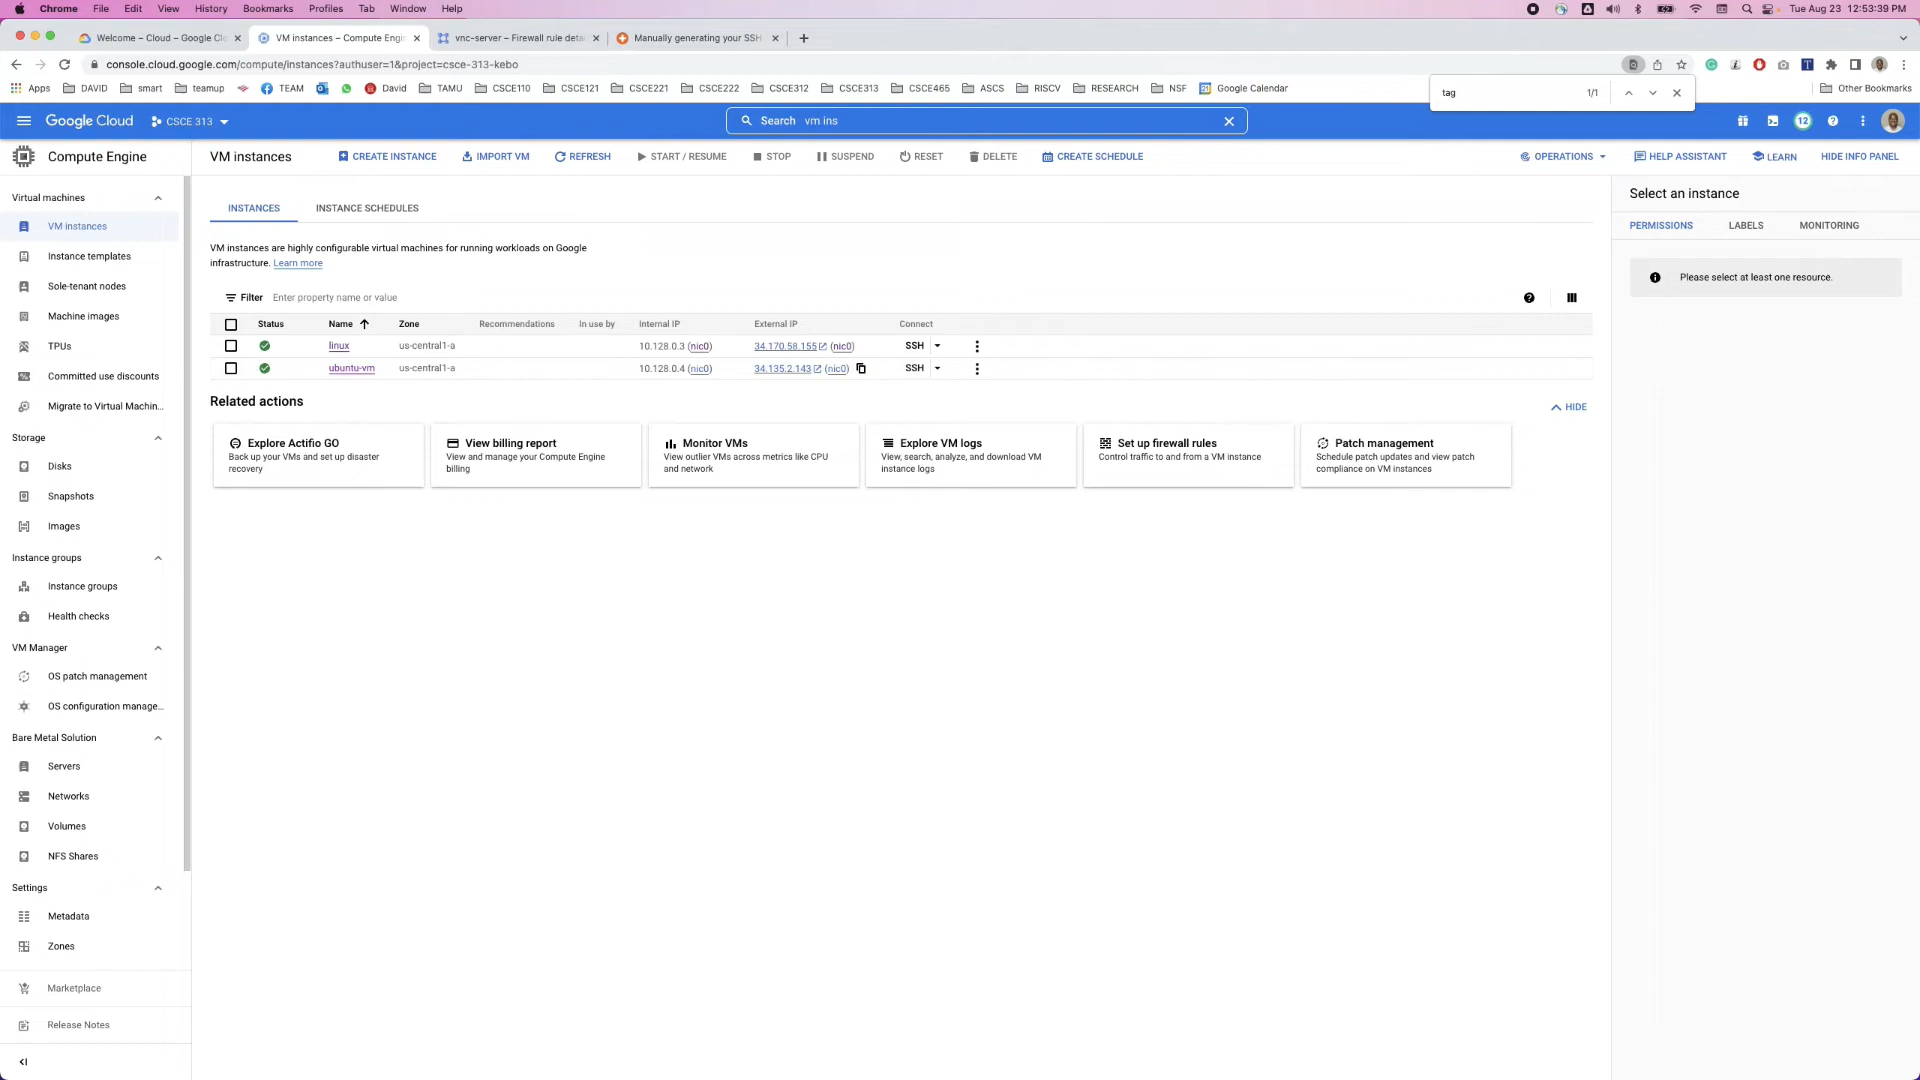 Chrome File Edit View History Bookmarks Profiles Tab Window Help Tue Aug 23 12:53:39 PM
Welcome – Cloud – Google Clo VM instances – Compute Engin vnc-server – Firewall rule deta Manually generating your SSH
console.cloud.google.com/compute/instances?authuser=1&project=csce-313-kebo
Apps DAVID smart teamup TEAM David TAMU CSCE110 CSCE121 CSCE221 CSCE222 CSCE312 CSCE313 CSCE465 ASCS RISCV RESEARCH NSF Google Calendar Other Bookmarks
tag 1/1
Google Cloud CSCE 313 Search vm ins 12
Compute Engine
VM instances CREATE INSTANCE IMPORT VM REFRESH START / RESUME STOP SUSPEND RESET DELETE CREATE SCHEDULE OPERATIONS HELP ASSISTANT LEARN HIDE INFO PANEL
Virtual machines
VM instances
Instance templates
Sole-tenant nodes
Machine images
TPUs
Committed use discounts
Migrate to Virtual Machin...
Storage
Disks
Snapshots
Images
Instance groups
Instance groups
Health checks
VM Manager
OS patch management
OS configuration manage...
Bare Metal Solution
Servers
Networks
Volumes
NFS Shares
Settings
Metadata
Zones
Marketplace
Release Notes
INSTANCES INSTANCE SCHEDULES
VM instances are highly configurable virtual machines for running workloads on Google
infrastructure. Learn more
Filter Enter property name or value
Status Name Zone Recommendations In use by Internal IP External IP Connect
linux us-central1-a 10.128.0.3 (nic0) 34.170.58.155 (nic0) SSH
ubuntu-vm us-central1-a 10.128.0.4 (nic0) 34.135.2.143 (nic0) SSH
Related actions
HIDE
Explore Actifio GO
Back up your VMs and set up disaster
recovery
View billing report
View and manage your Compute Engine
billing
Monitor VMs
View outlier VMs across metrics like CPU
and network
Explore VM logs
View, search, analyze, and download VM
instance logs
Set up firewall rules
Control traffic to and from a VM instance
Patch management
Schedule patch updates and view patch
compliance on VM instances
Select an instance
PERMISSIONS LABELS MONITORING
Please select at least one resource.